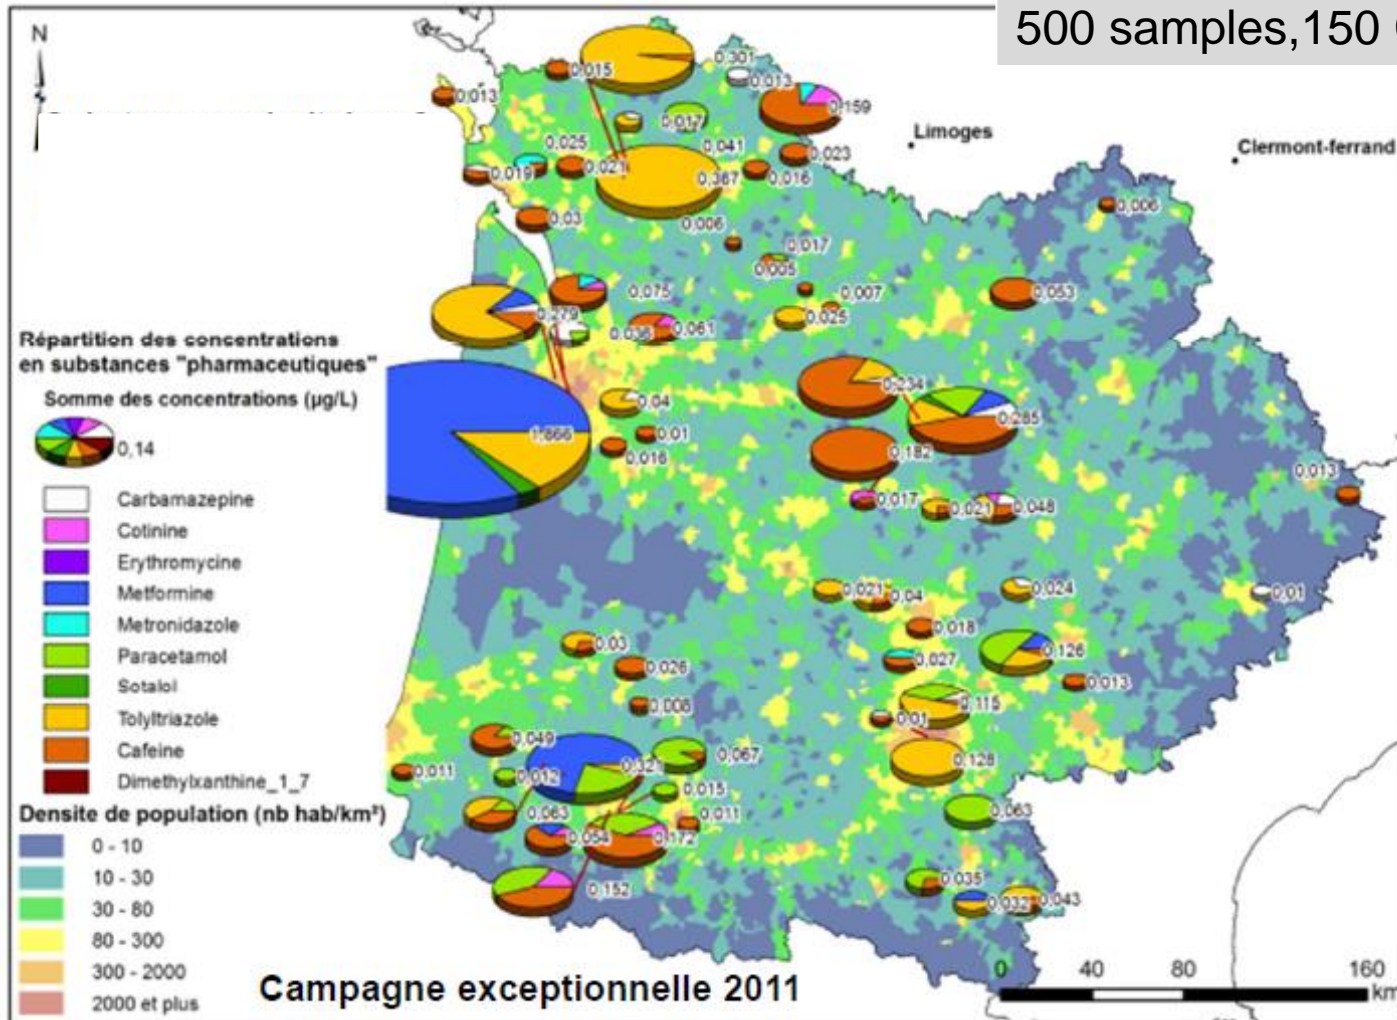 500 samples,150
N
Limoges
Clermont-ferrand
0,301
0,015
0,013
0,013
0,159
0,017
0,025
0,041
0,023
0,021
0,019
0,367
0,016
0,006
0,03
0,006
0,017
0,005
0,075
0,007
0,053
0,279
0,025
0,061
0,036
0,234
0,04
0,285
1,866
0,01
0,016
0,182
0,013
0,017
0,021
0,048
0,021
0,04
0,024
0,01
0,018
0,03
0,126
0,026
0,027
0,013
0,008
0,115
0,01
0,049
0,067
0,128
0,321
0,011
0,012
0,015
0,063
0,011
0,063
0,084
0,172
0,152
0,035
0,032
0,043
Répartition des concentrations
en substances "pharmaceutiques"
Somme des concentrations (µg/L)
0,14
Carbamazepine
Cotinine
Erythromycine
Metformine
Metronidazole
Paracetamol
Sotalol
Tolyltriazole
Cafeine
Dimethylxanthine_1_7
Densite de population (nb hab/km²)
0 - 10
10 - 30
30 - 80
80 - 300
300 - 2000
2000 et plus
Campagne exceptionnelle 2011
0 40 80 160
km